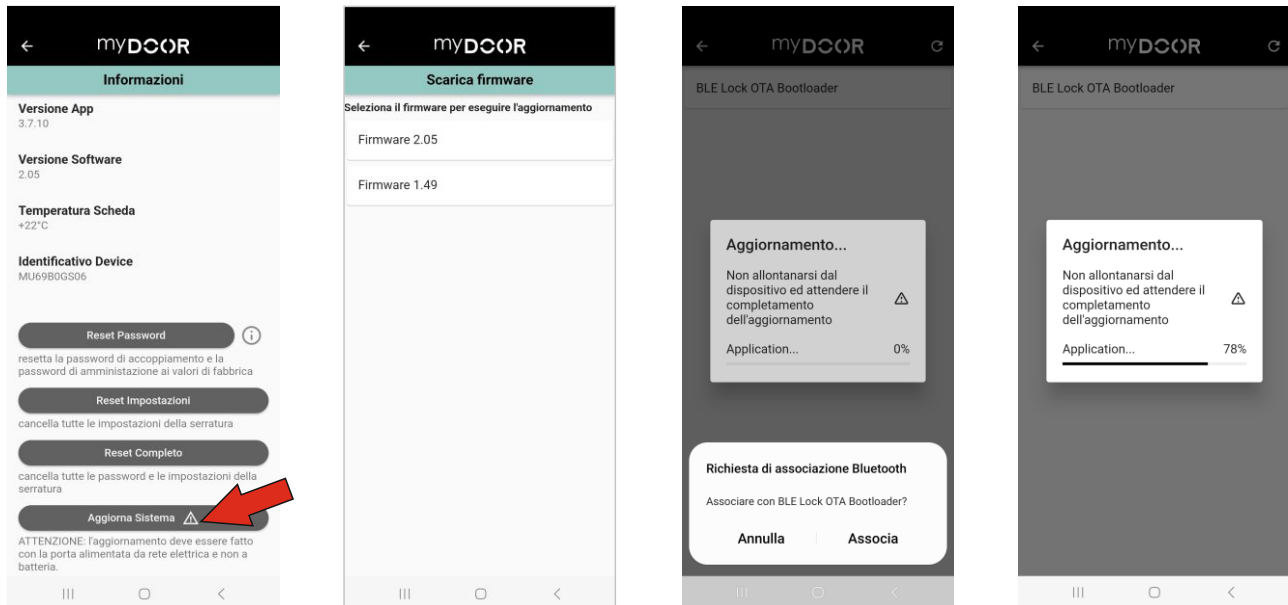 myDOOR
Informazioni
Versione App
3.7.10
Versione Software
2.05
Temperatura Scheda
+22°C
Identificativo Device
MU69B0GS06
Reset Password
resetta la password di accoppiamento e la
password di amministazione ai valori di fabbrica
Reset Impostazioni
cancella tutte le impostazioni della serratura
Reset Completo
cancella tutte le password e le impostazioni della
serratura
Aggiorna Sistema
ATTENZIONE: l'aggiornamento deve essere fatto
con la porta alimentata da rete elettrica e non a
batteria.
myDOOR
Scarica firmware
Seleziona il firmware per eseguire l'aggiornamento
Firmware 2.05
Firmware 1.49
myDOOR
BLE Lock OTA Bootloader
Aggiornamento...
Non allontanarsi dal
dispositivo ed attendere il
completamento
dell'aggiornamento
Application... 0%
Richiesta di associazione Bluetooth
Associare con BLE Lock OTA Bootloader?
Annulla Associa
myDOOR
BLE Lock OTA Bootloader
Aggiornamento...
Non allontanarsi dal
dispositivo ed attendere il
completamento
dell'aggiornamento
Application... 78%